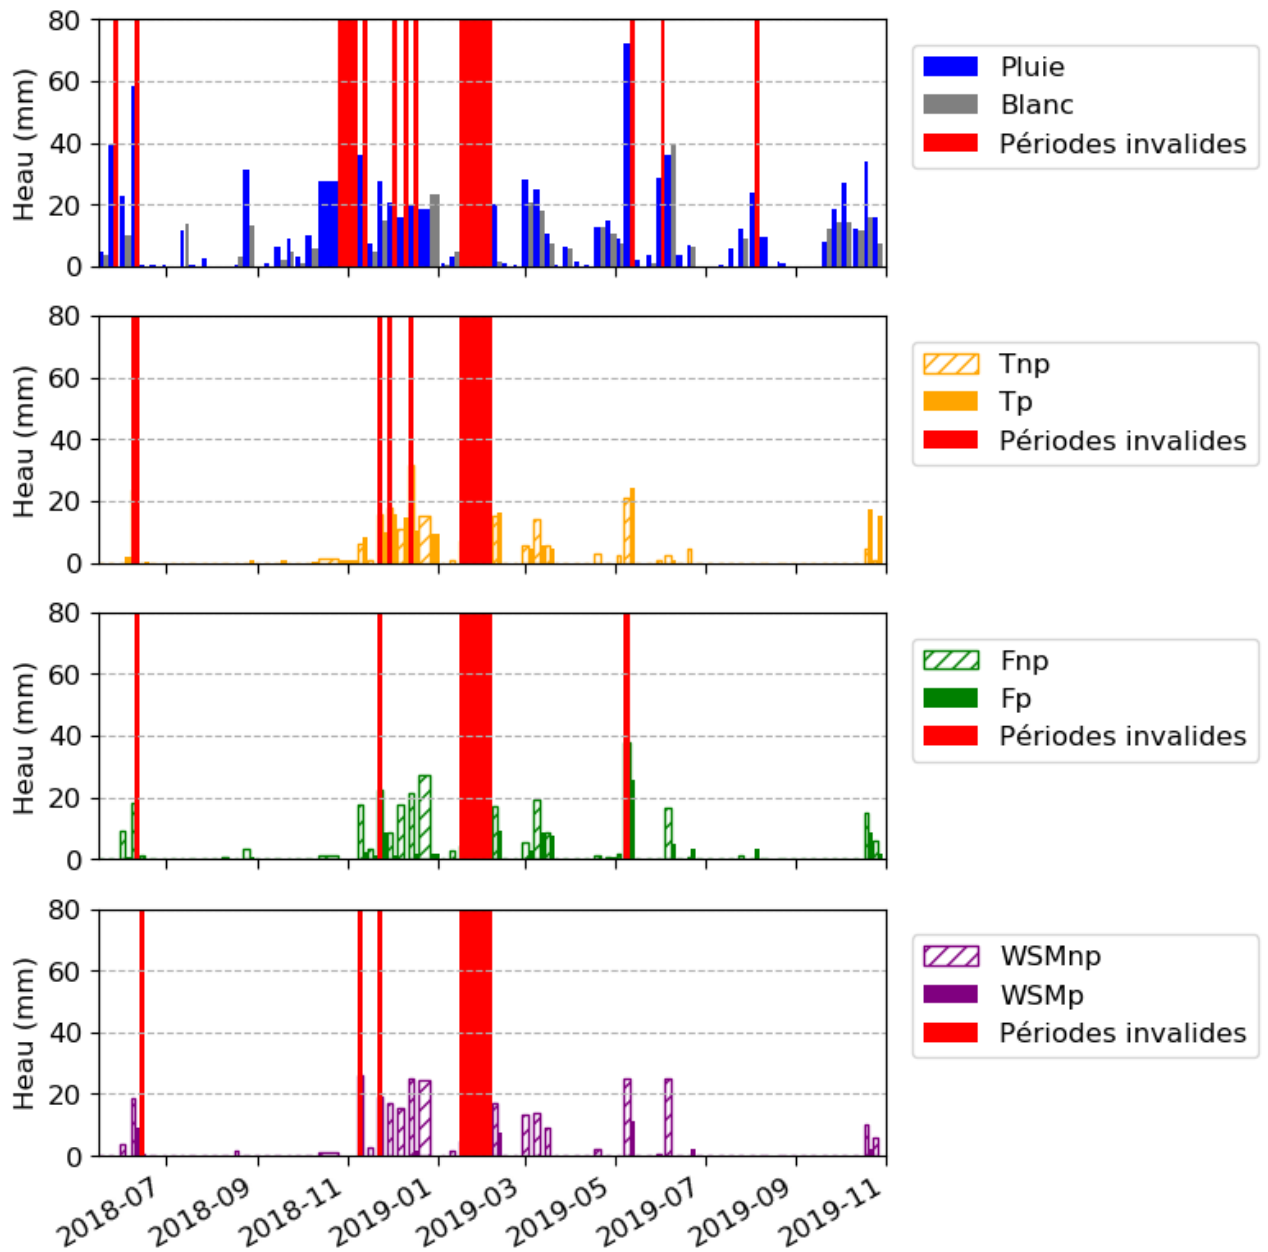 80
60
40
20
0
Heau (mm)
Pluie
Blanc
Périodes invalides
80
60
40
20
0
Heau (mm)
Tnp
Tp
Périodes invalides
80
60
40
20
0
Heau (mm)
Fnp
Fp
Périodes invalides
80
60
40
20
0
Heau (mm)
WSMnp
WSMp
Périodes invalides
2018-07
2018-09
2018-11
2019-01
2019-03
2019-05
2019-07
2019-09
2019-11